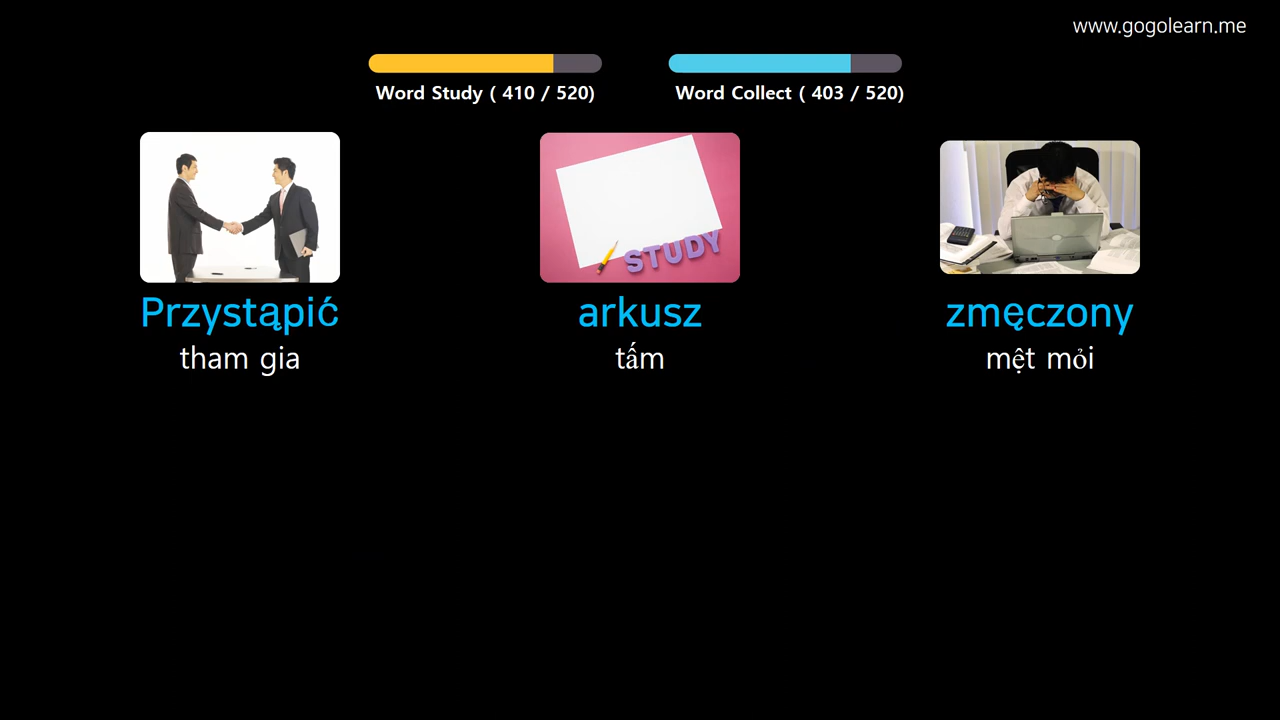 www.gogolearn.me
Word Study ( 410 / 520)
Word Collect ( 403 / 520)
STUDY
Przystąpić
arkusz
zmęczony
tham gia
tấm
mệt mỏi